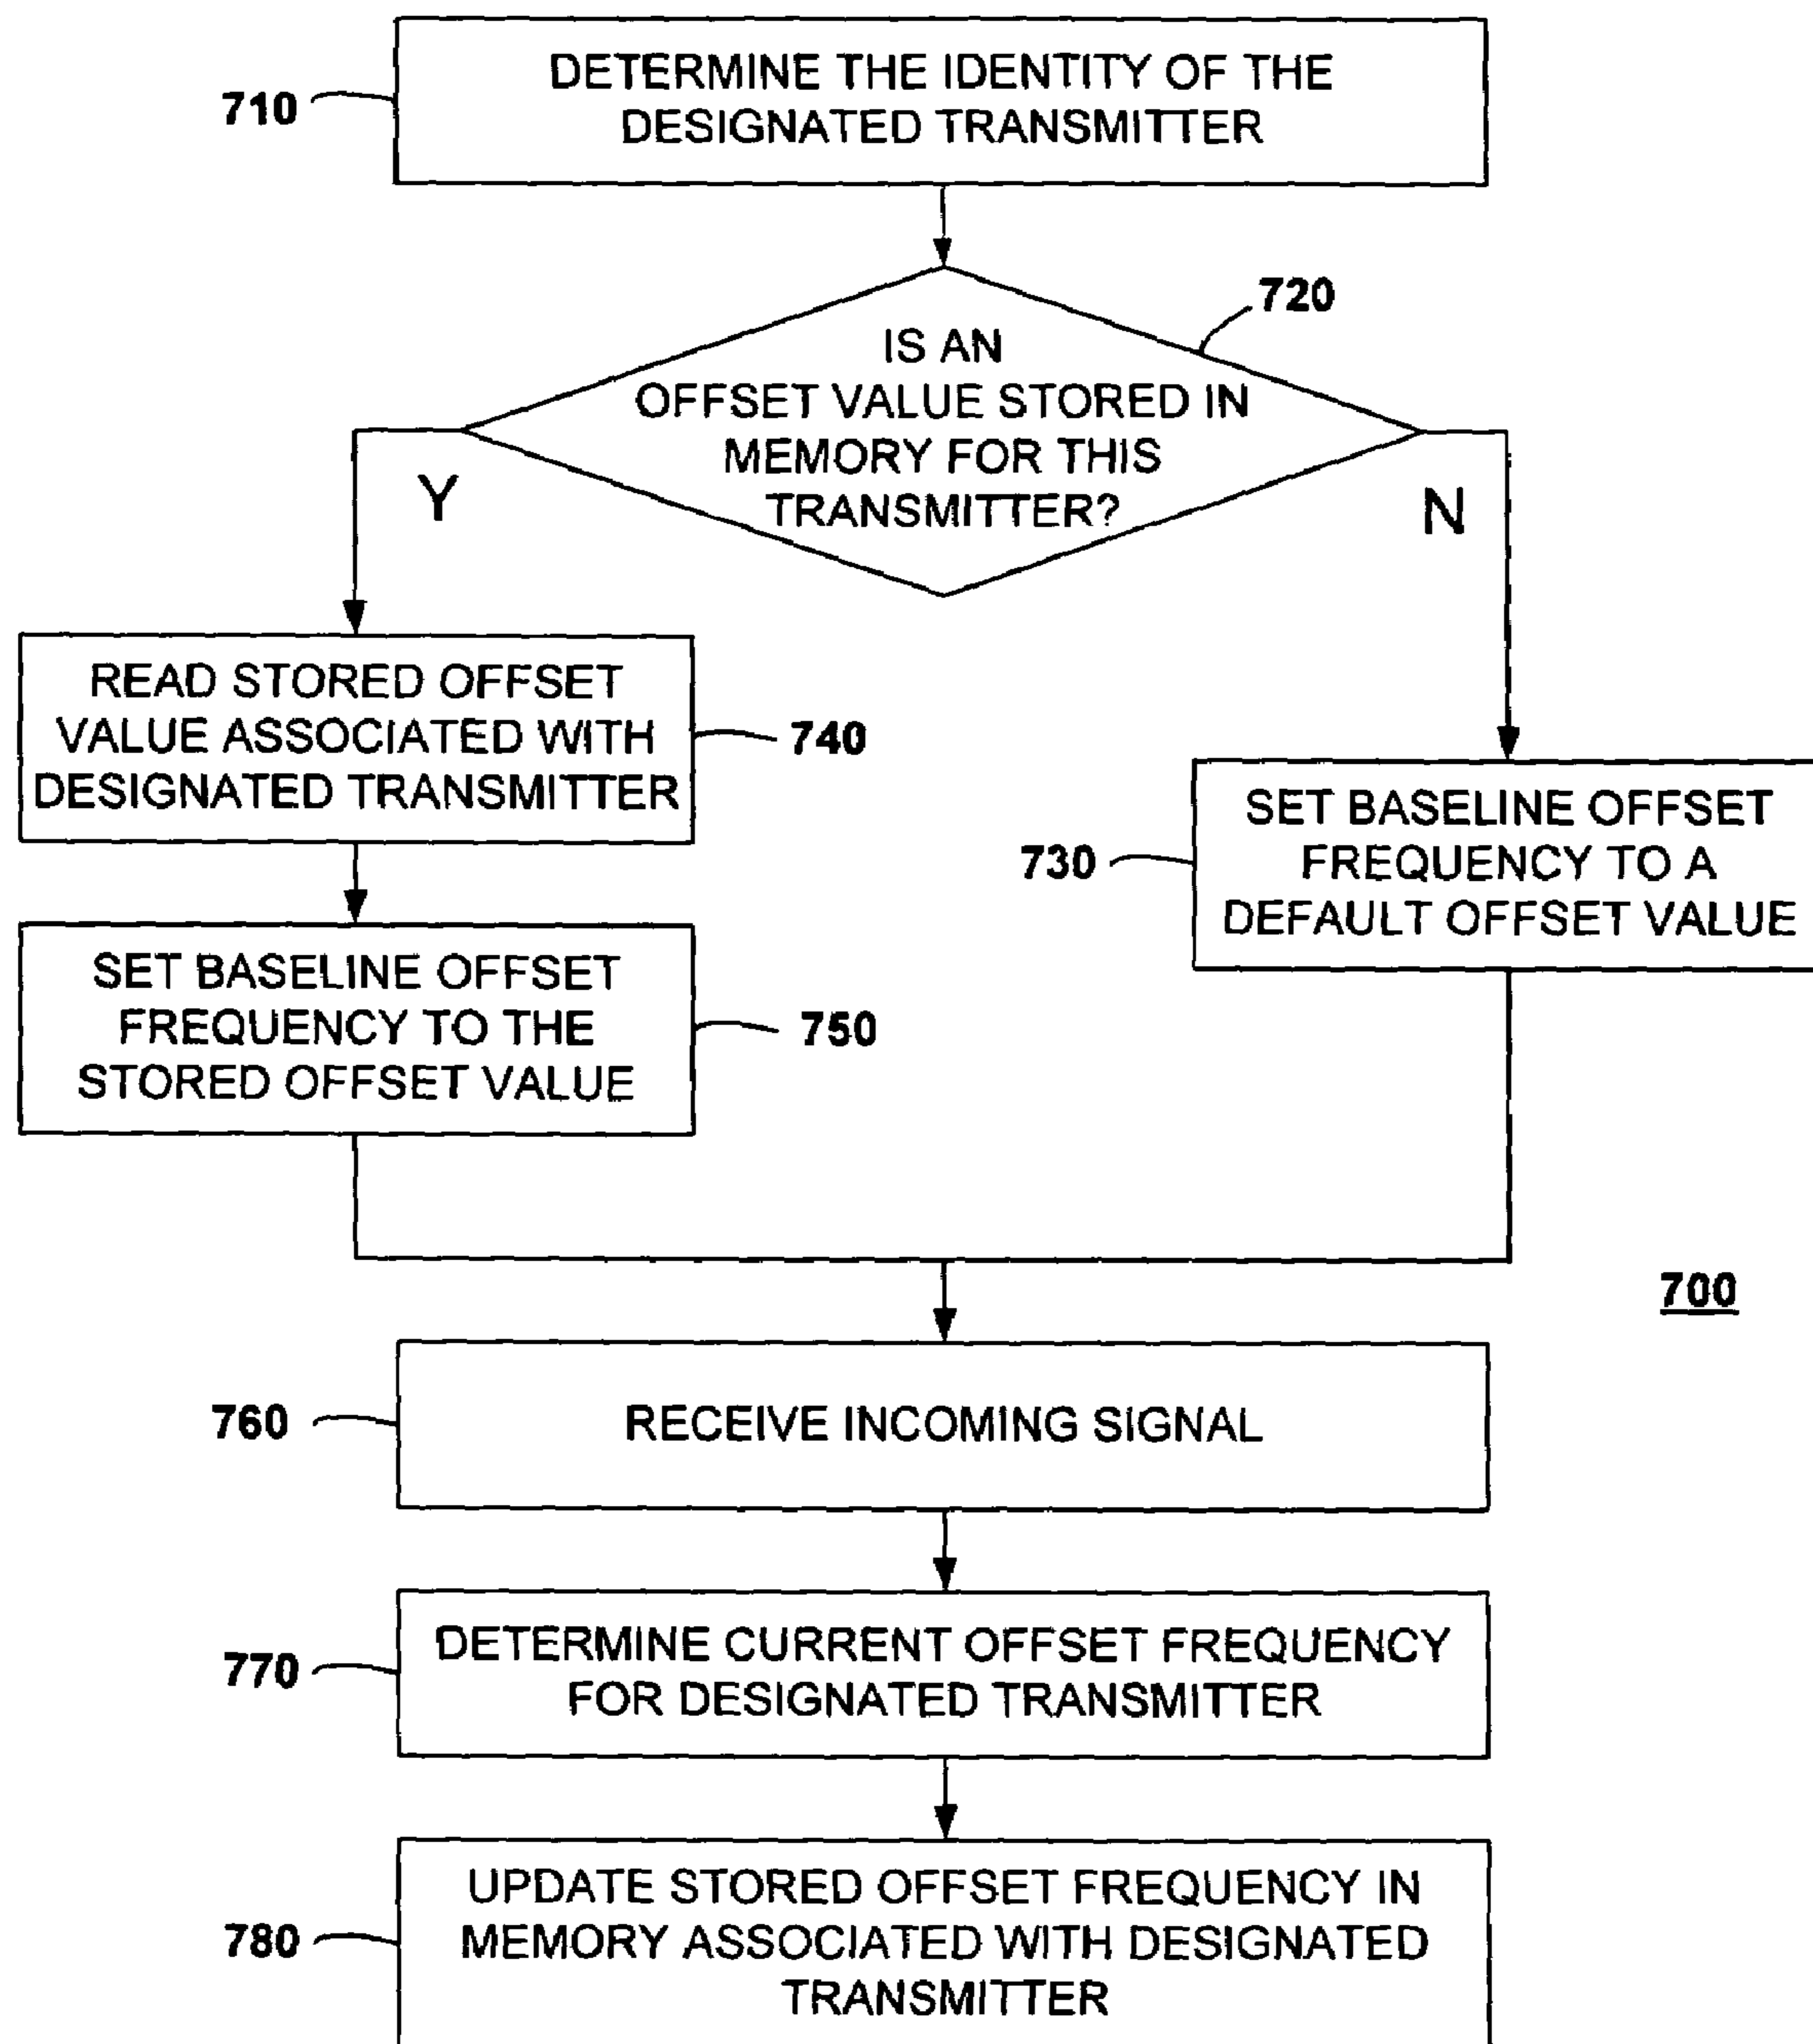 710
DETERMINE THE IDENTITY OF THE
DESIGNATED TRANSMITTER
720
IS AN
OFFSET VALUE STORED IN
MEMORY FOR THIS
TRANSMITTER?
Y
N
READ STORED OFFSET
VALUE ASSOCIATED WITH
DESIGNATED TRANSMITTER
740
730
SET BASELINE OFFSET
FREQUENCY TO A
DEFAULT OFFSET VALUE
SET BASELINE OFFSET
FREQUENCY TO THE
STORED OFFSET VALUE
750
700
760
RECEIVE INCOMING SIGNAL
770
DETERMINE CURRENT OFFSET FREQUENCY
FOR DESIGNATED TRANSMITTER
780
UPDATE STORED OFFSET FREQUENCY IN
MEMORY ASSOCIATED WITH DESIGNATED
TRANSMITTER